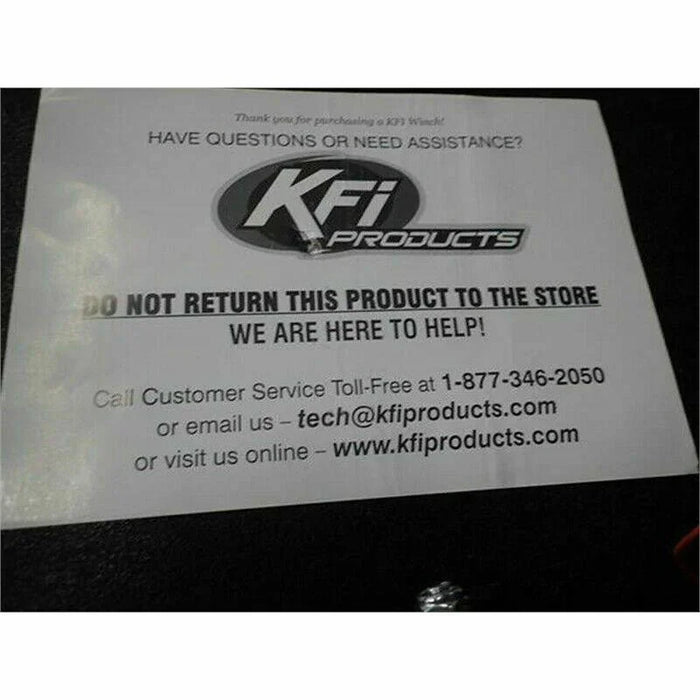 Thank you for purchasing a KFI Winch!
HAVE QUESTIONS OR NEED ASSISTANCE?
KFi
PRODUCTS
DO NOT RETURN THIS PRODUCT TO THE STORE
WE ARE HERE TO HELP!
Call Customer Service Toll-Free at 1-877-346-2050
or email us – tech@kfiproducts.com
or visit us online – www.kfiproducts.com